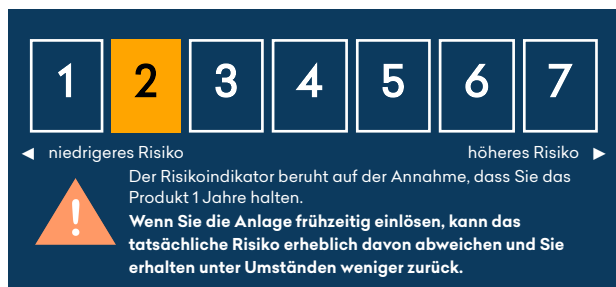 1 2 3 4 5 6 7
◄ niedrigeres Risiko höheres Risiko ►
Der Risikoindikator beruht auf der Annahme, dass Sie das
Produkt 1 Jahre halten.
!
Wenn Sie die Anlage frühzeitig einlösen, kann das
tatsächliche Risiko erheblich davon abweichen und Sie
erhalten unter Umständen weniger zurück.